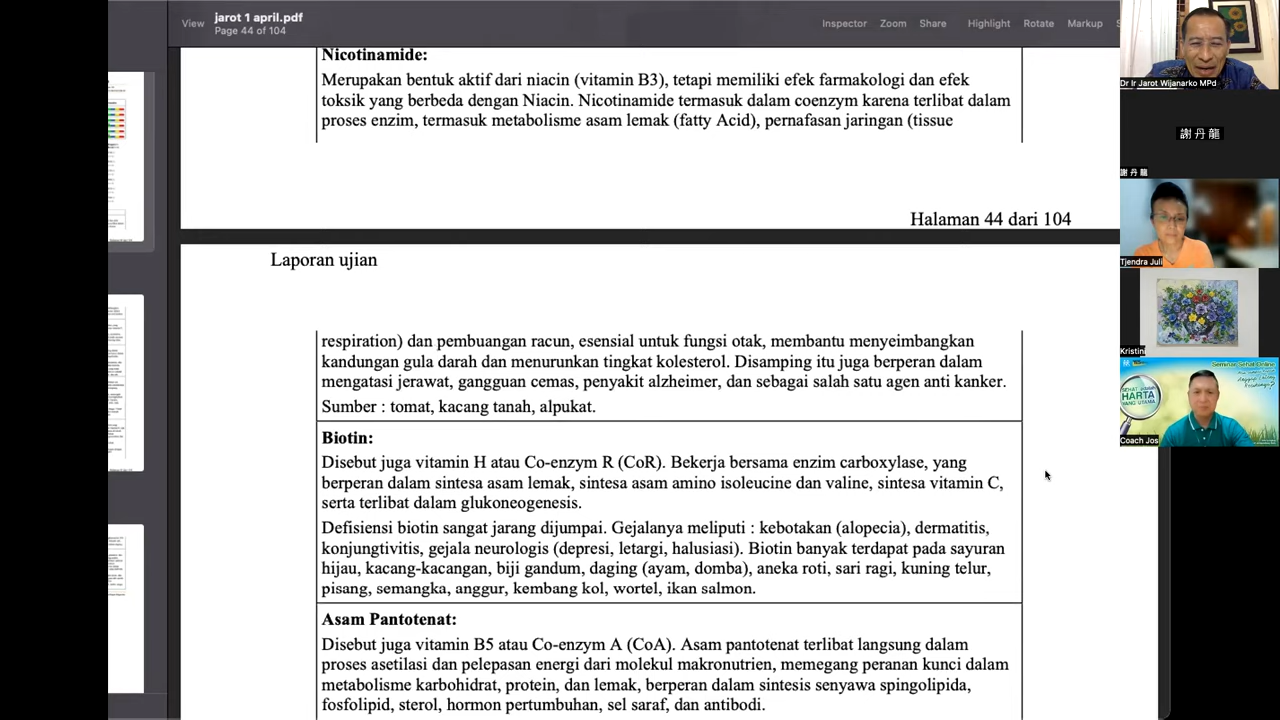 jarot 1 april.pdf
Page 44 of 104
View
Inspector
Zoom
Share
Highlight
Rotate
Markup
Nicotinamide:
Merupakan bentuk aktif dari niacin (vitamin B3), tetapi memiliki efek farmakologi dan efek
toksik yang berbeda dengan Niacin. Nicotinamide termasuk dalam coenzym karena terlibat dalam
proses enzim, termasuk metabolisme asam lemak (fatty Acid), pernafasan jaringan (tissue
Halaman 44 dari 104
Laporan ujian
respiration) dan pembuangan racun, esensial untuk fungsi otak, membantu menyeimbangkan
kandungan gula darah dan menurunkan tingkat kolesterol. Disamping itu juga berperan dalam
mengatasi jerawat, gangguan cemas, penyakit alzheimer, dan sebagai salah satu agen anti kanker.
Sumber : tomat, kacang tanah, alpukat.
Biotin:
Disebut juga vitamin H atau Co-enzym R (CoR). Bekerja bersama enzim carboxylase, yang
berperan dalam sintesa asam lemak, sintesa asam amino isoleucine dan valine, sintesa vitamin C,
serta terlibat dalam glukoneogenesis.
Defisiensi biotin sangat jarang dijumpai. Gejalanya meliputi : kebotakan (alopecia), dermatitis,
konjungtivitis, gejala neurologis (depresi, letargi, halusiasi). Biotin banyak terdapat pada sayuran
hijau, kacang-kacangan, biji gandum, daging (ayam, domba), aneka roti, sari ragi, kuning telur,
pisang, semangka, anggur, kembang kol, wortel, ikan salmon.
Asam Pantotenat:
Disebut juga vitamin B5 atau Co-enzym A (CoA). Asam pantotenat terlibat langsung dalam
proses asetilasi dan pelepasan energi dari molekul makronutrien, memegang peranan kunci dalam
metabolisme karbohidrat, protein, dan lemak, berperan dalam sintesis senyawa spingolipida,
fosfolipid, sterol, hormon pertumbuhan, sel saraf, dan antibodi.
Dr Ir Jarot Wijanarko MPd
謝丹龍
謝丹龍
Tjendra Juli
Kristini
Seminar Sehat Online
SEHAT adalah
HARTA
YANG UTAMA
Coach Jos